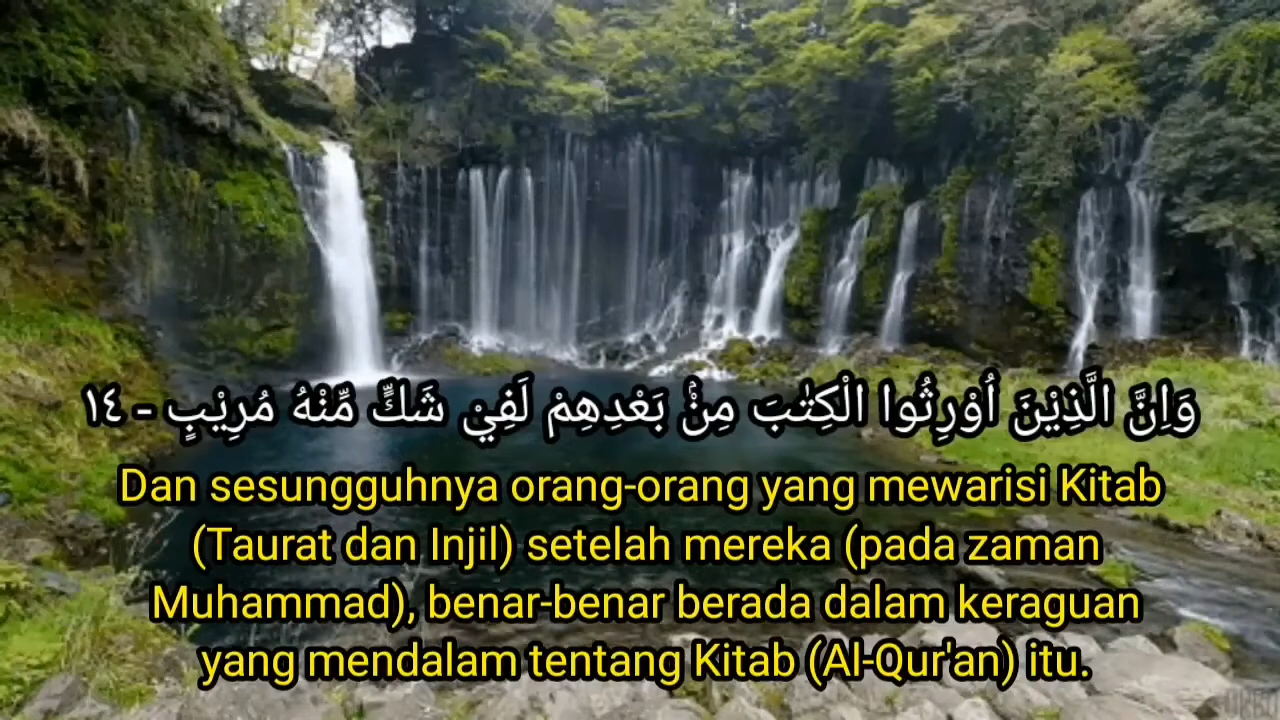 وَاِنَّ الَّذِيْنَ اُوْرِثُوا الْكِتٰبَ مِنْۢ بَعْدِهِمْ لَفِيْ شَكٍّ مِّنْهُ مُرِيْبٍ - ١٤
Dan sesungguhnya orang-orang yang mewarisi Kitab
(Taurat dan Injil) setelah mereka (pada zaman
Muhammad), benar-benar berada dalam keraguan
yang mendalam tentang Kitab (Al-Qur'an) itu.